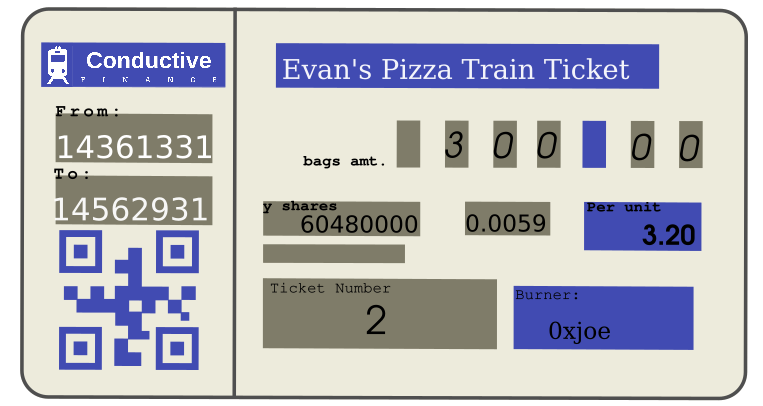 Conductive
FINANCE
From:
14361331
To:
14562931
Evan's Pizza Train Ticket
bags amt. 3 0 0 0 0
y shares
60480000
0.0059
Per unit
3.20
Ticket Number
2
Burner:
0xjoe